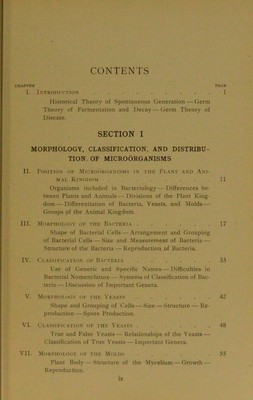 CONTENTS
CHAPTER PAGE
I. INTRODUCTION . . . . . . . . . 1
Historical Theory of Spontaneous Generation — Germ
Theory of Fermentation and Decay — Germ Theory of
Disease.
SECTION I
MORPHOLOGY, CLASSIFICATION, AND DISTRIBU-
TION OF MICROÖRGANISMS
II. POSITION OF MICROÖRGANISMS IN THE PLANT AND ANI-
MAL KINGDOM . . . . . . . . 11
Organisms included in Bacteriology — Differences be-
tween Plants and Animals — Divisions of the Plant King-
dom — Differentiation of Bacteria, Yeasts, and Molds —
Groups of the Animal Kingdom.
III. MORPHOLOGY OF THE BACTERIA . . . . . . 17
Shape of Bacterial Cells — Arrangement and Grouping
of Bacterial Cells — Size and Measurement of Bacteria —
Structure of the Bacteria — Reproduction of Bacteria.
IV. CLASSIFICATION OF BACTERIA . . . . . . 33
Use of Generic and Specific Names — Difficulties in
Bacterial Nomenclature — Synopsis of Classification of Bac-
teria — Discussion of Important Genera.
V. MORPHOLOGY OF THE YEASTS . . . . . . 42
Shape and Grouping of Cells — Size — Structure — Re-
production — Spore Production.
VI. CLASSIFICATION OF THE YEASTS . . . . . . 48
True and False Yeasts — Relationships of the Yeasts —
Classification of True Yeasts — Important Genera.
VII. MORPHOLOGY OF THE MOLDS . . . . . . 55
Plant Body — Structure of the Mycelium — Growth —
Reproduction.
ix